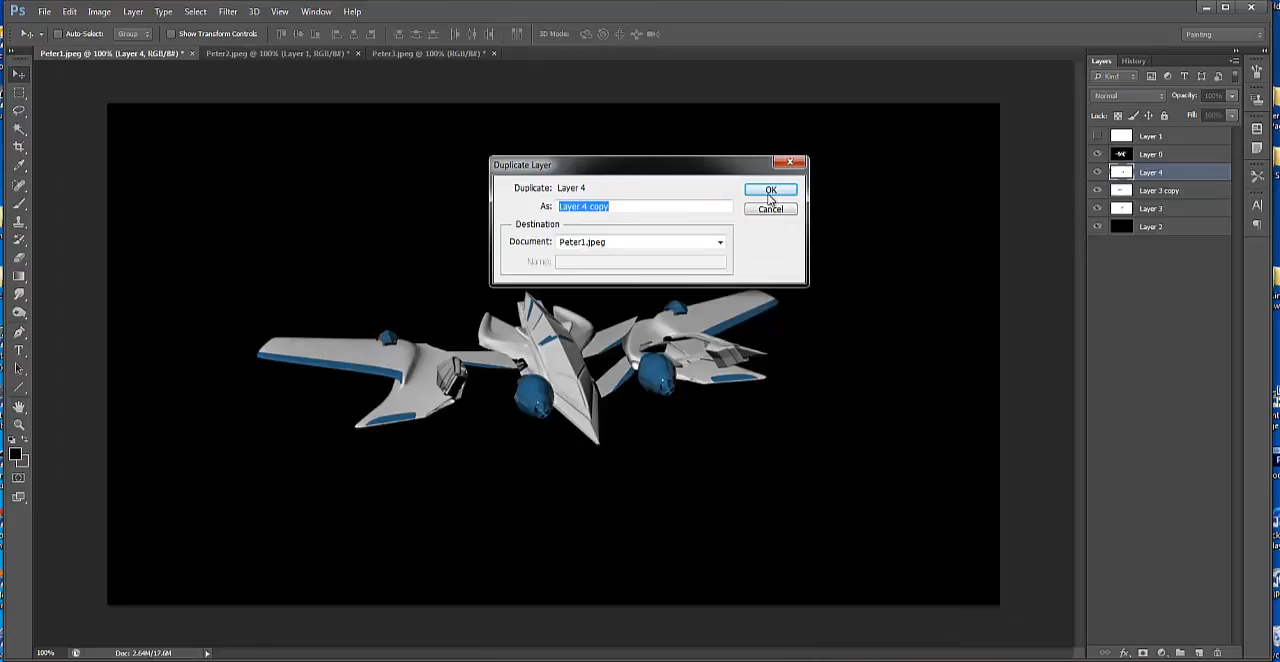 Ps File Edit Image Layer Type Select Filter 3D View Window Help
Auto-Select: Group Show Transform Controls 3D Mode: Painting
Peter1.jpeg @ 100% (Layer 4, RGB/8#) * × Peter2.jpeg @ 100% (Layer 1, RGB/8#) * × Peter3.jpeg @ 100% (RGB/8#) * ×
Layers History
Kind
Normal Opacity: 100%
Lock: Fill: 100%
Layer 1
Layer 0
Layer 4
Layer 3 copy
Layer 3
Layer 2
Duplicate Layer
Duplicate: Layer 4 OK
As: Layer 4 copy Cancel
Destination
Document: Peter1.jpeg
Name:
100% Doc: 2.64M/17.6M